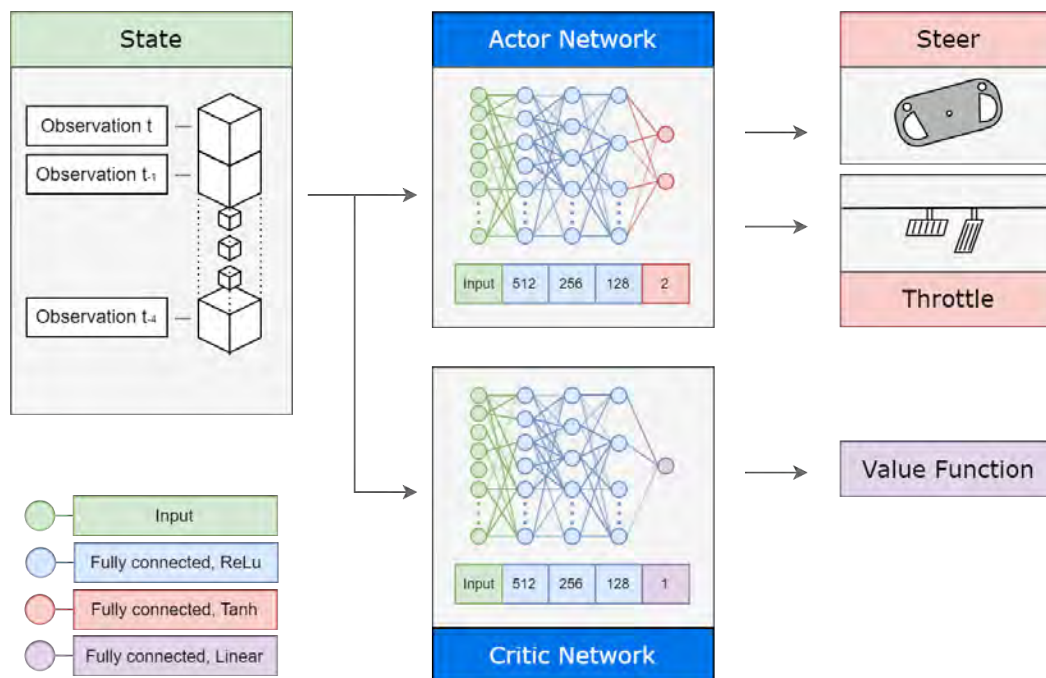 State
Observation t
Observation t-1
Observation t-4
Actor Network
Input 512 256 128 2
Steer
Throttle
Input 512 256 128 1
Critic Network
Value Function
Input
Fully connected, ReLu
Fully connected, Tanh
Fully connected, Linear